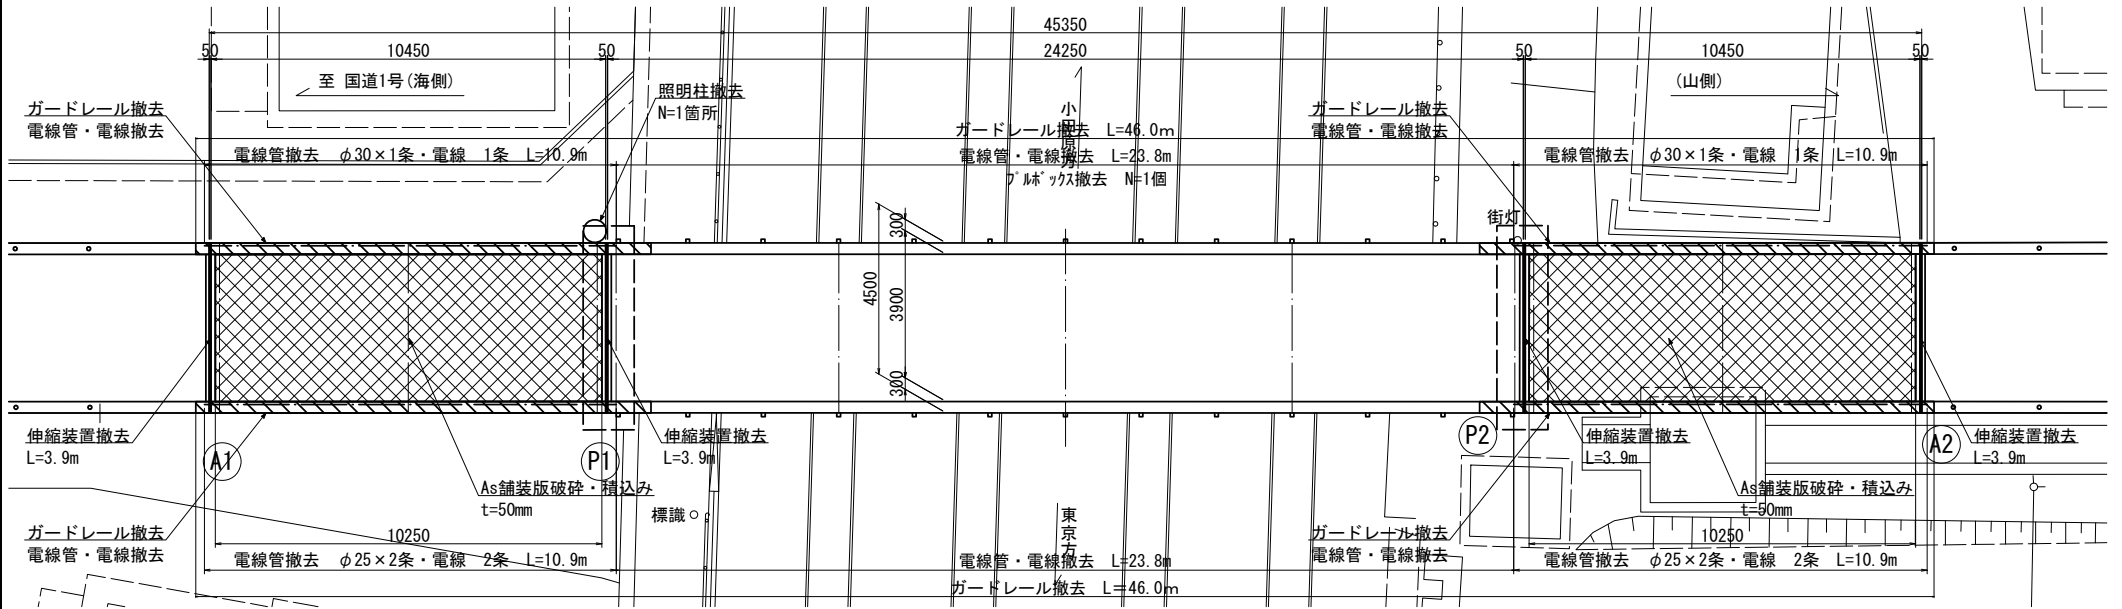 45350
50
10450
50
24250
50
10450
50
至 国道1号(海側)
(山側)
照明柱撤去
N=1箇所
ガードレール撤去
電線管・電線撤去
小田原方
ガードレール撤去 L=46.0m
ガードレール撤去
電線管・電線撤去
電線管撤去 φ30×1条・電線 1条 L=10.9m
電線管・電線撤去 L=23.8m
電線管撤去 φ30×1条・電線 1条 L=10.9m
プルボックス撤去 N=1個
街灯
300
4500
3900
300
伸縮装置撤去
L=3.9m
A1
P1
伸縮装置撤去
L=3.9m
P2
伸縮装置撤去
L=3.9m
A2
伸縮装置撤去
L=3.9m
As舗装版破砕・積込み
t=50mm
As舗装版破砕・積込み
t=50mm
標識
東京方
ガードレール撤去
電線管・電線撤去
10250
ガードレール撤去
電線管・電線撤去
10250
電線管撤去 φ25×2条・電線 2条 L=10.9m
電線管・電線撤去 L=23.8m
電線管撤去 φ25×2条・電線 2条 L=10.9m
ガードレール撤去 L=46.0m